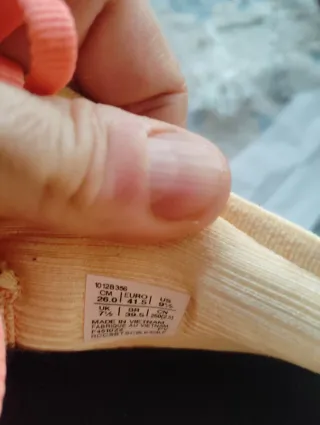 1012B356
CM EURO US
26.0 41.5 9½
UK BR CN
7½ 39.5
MADE IN VIETNAM
FABRIQUE AU VIETNAM